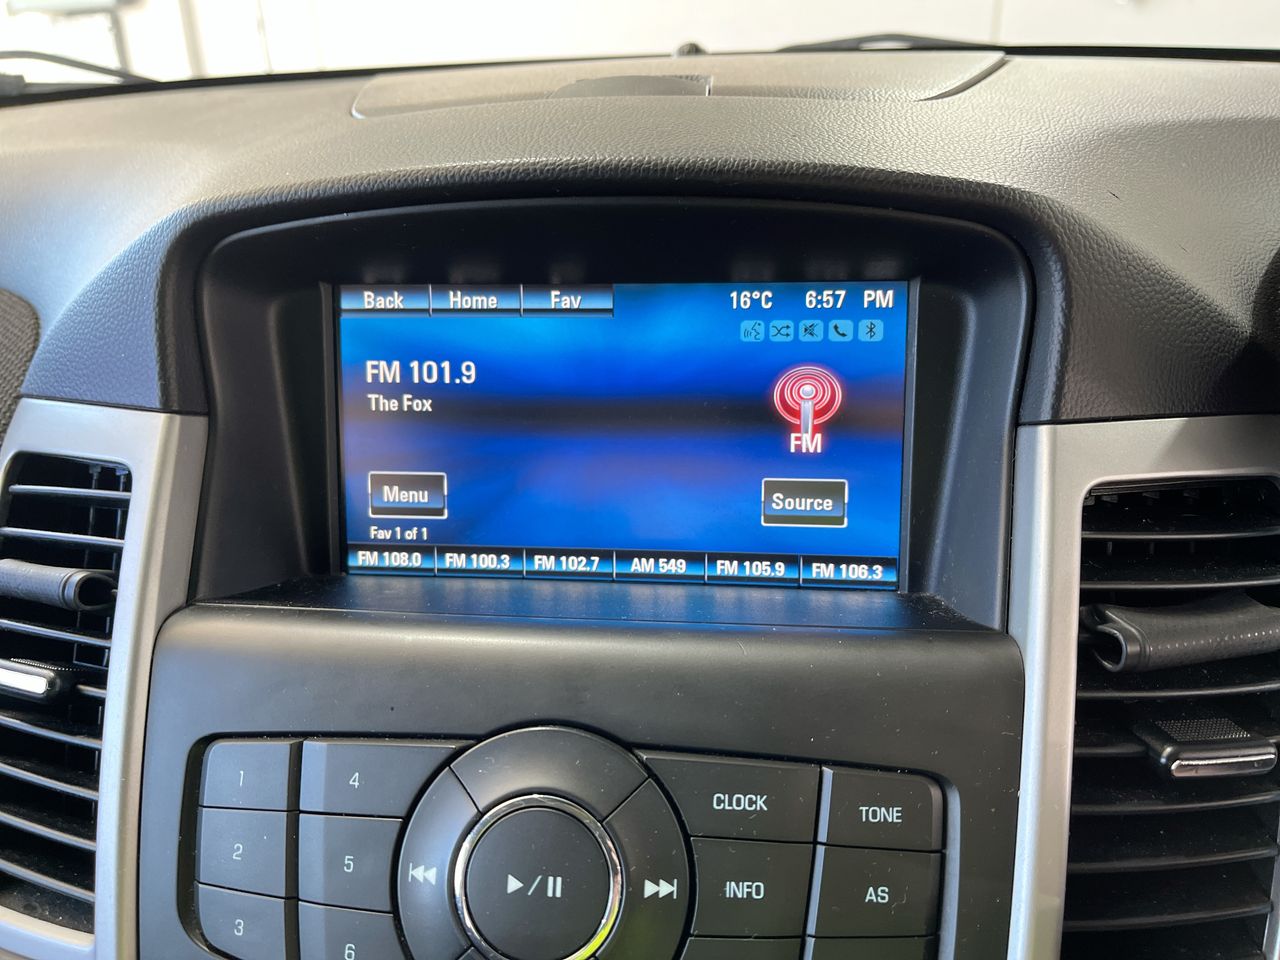 Back Home Fav 16°C 6:57 PM
FM 101.9
The Fox
FM
Menu Source
Fav 1 of 1
FM 108.0 FM 100.3 FM 102.7 AM 549 FM 105.9 FM 106.3
1 4 CLOCK TONE
2 5 INFO AS
3 6